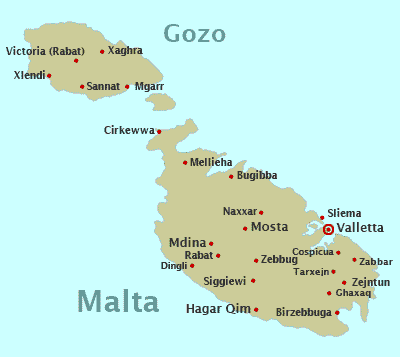 Gozo
Victoria (Rabat)
Xaghra
Xlendi
Sannat
Mgarr
Cirkewwa
Mellieha
Bugibba
Naxxar
Sliema
Mosta
Valletta
Mdina
Rabat
Cospicua
Zebbug
Zabbar
Dingli
Tarxejn
Siggiewi
Zejntun
Ghaxaq
Malta
Hagar Qim
Birzebbuga